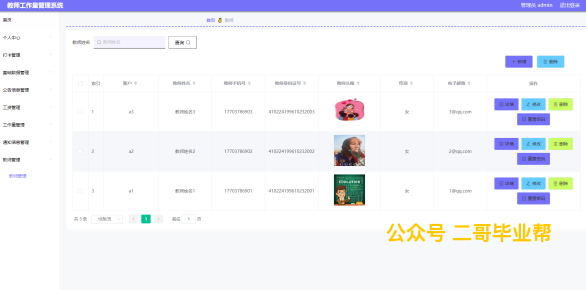 教师工作量管理系统
管理员 admin 退出登录
首页
首页 教师
个人中心
打卡管理
基础数据管理
公告信息管理
工资管理
工作量管理
通知信息管理
教师管理
教师管理
教师姓名 教师姓名 查询
新增 删除
索引 账户 教师姓名 教师手机号 教师身份证号 教师头像 性别 电子邮箱 操作
1 a3 教师姓名3 17703786903 410224199610232003 女 3@qq.com 详情 修改 删除
重置密码
2 a2 教师姓名2 17703786902 410224199610232002 女 2@qq.com 详情 修改 删除
重置密码
3 a1 教师姓名1 17703786901 410224199610232001 女 1@qq.com 详情 修改 删除
重置密码
共 3 条 10条/页 1 前往 1 页
公众号 二哥毕业帮